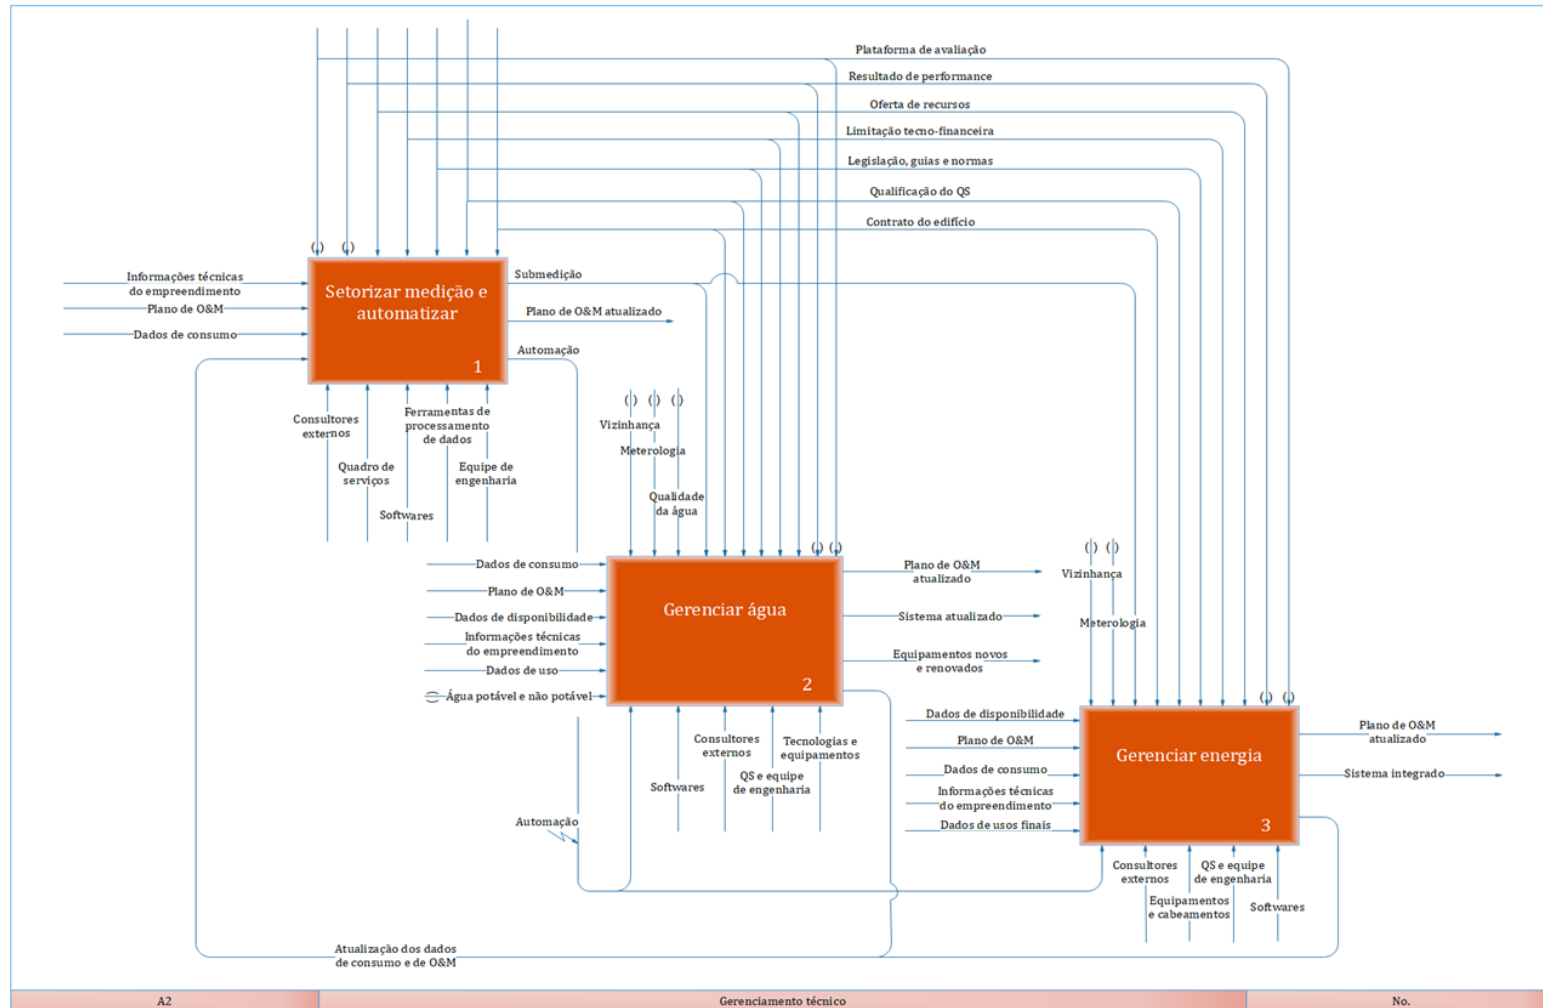 Plataforma de avaliação
Resultado de performance
Oferta de recursos
Limitação tecno-financeira
Legislação, guias e normas
Qualificação do QS
Contrato do edifício
(.) (.)
Informações técnicas
do empreendimento
Plano de O&M
Dados de consumo
Setorizar medição e
automatizar
1
Submedição
Plano de O&M atualizado
Automação
Consultores
externos
Quadro de
serviços
Softwares
Ferramentas de
processamento
de dados
Equipe de
engenharia
( ) ( ) ( )
Vizinhança
Meterologia
Qualidade
da água
(.) (.)
Dados de consumo
Plano de O&M
Dados de disponibilidade
Informações técnicas
do empreendimento
Dados de uso
( ) Água potável e não potável
Gerenciar água
2
Plano de O&M
atualizado
Sistema atualizado
Equipamentos novos
e renovados
Softwares
Consultores
externos
QS e equipe
de engenharia
Tecnologias e
equipamentos
Automação
( ) ( )
Vizinhança
Meterologia
(.) (.)
Dados de disponibilidade
Plano de O&M
Dados de consumo
Informações técnicas
do empreendimento
Dados de usos finais
Gerenciar energia
3
Plano de O&M
atualizado
Sistema integrado
Consultores
externos
Equipamentos
e cabeamentos
QS e equipe
de engenharia
Softwares
Atualização dos dados
de consumo e de O&M
A2
Gerenciamento técnico
No.